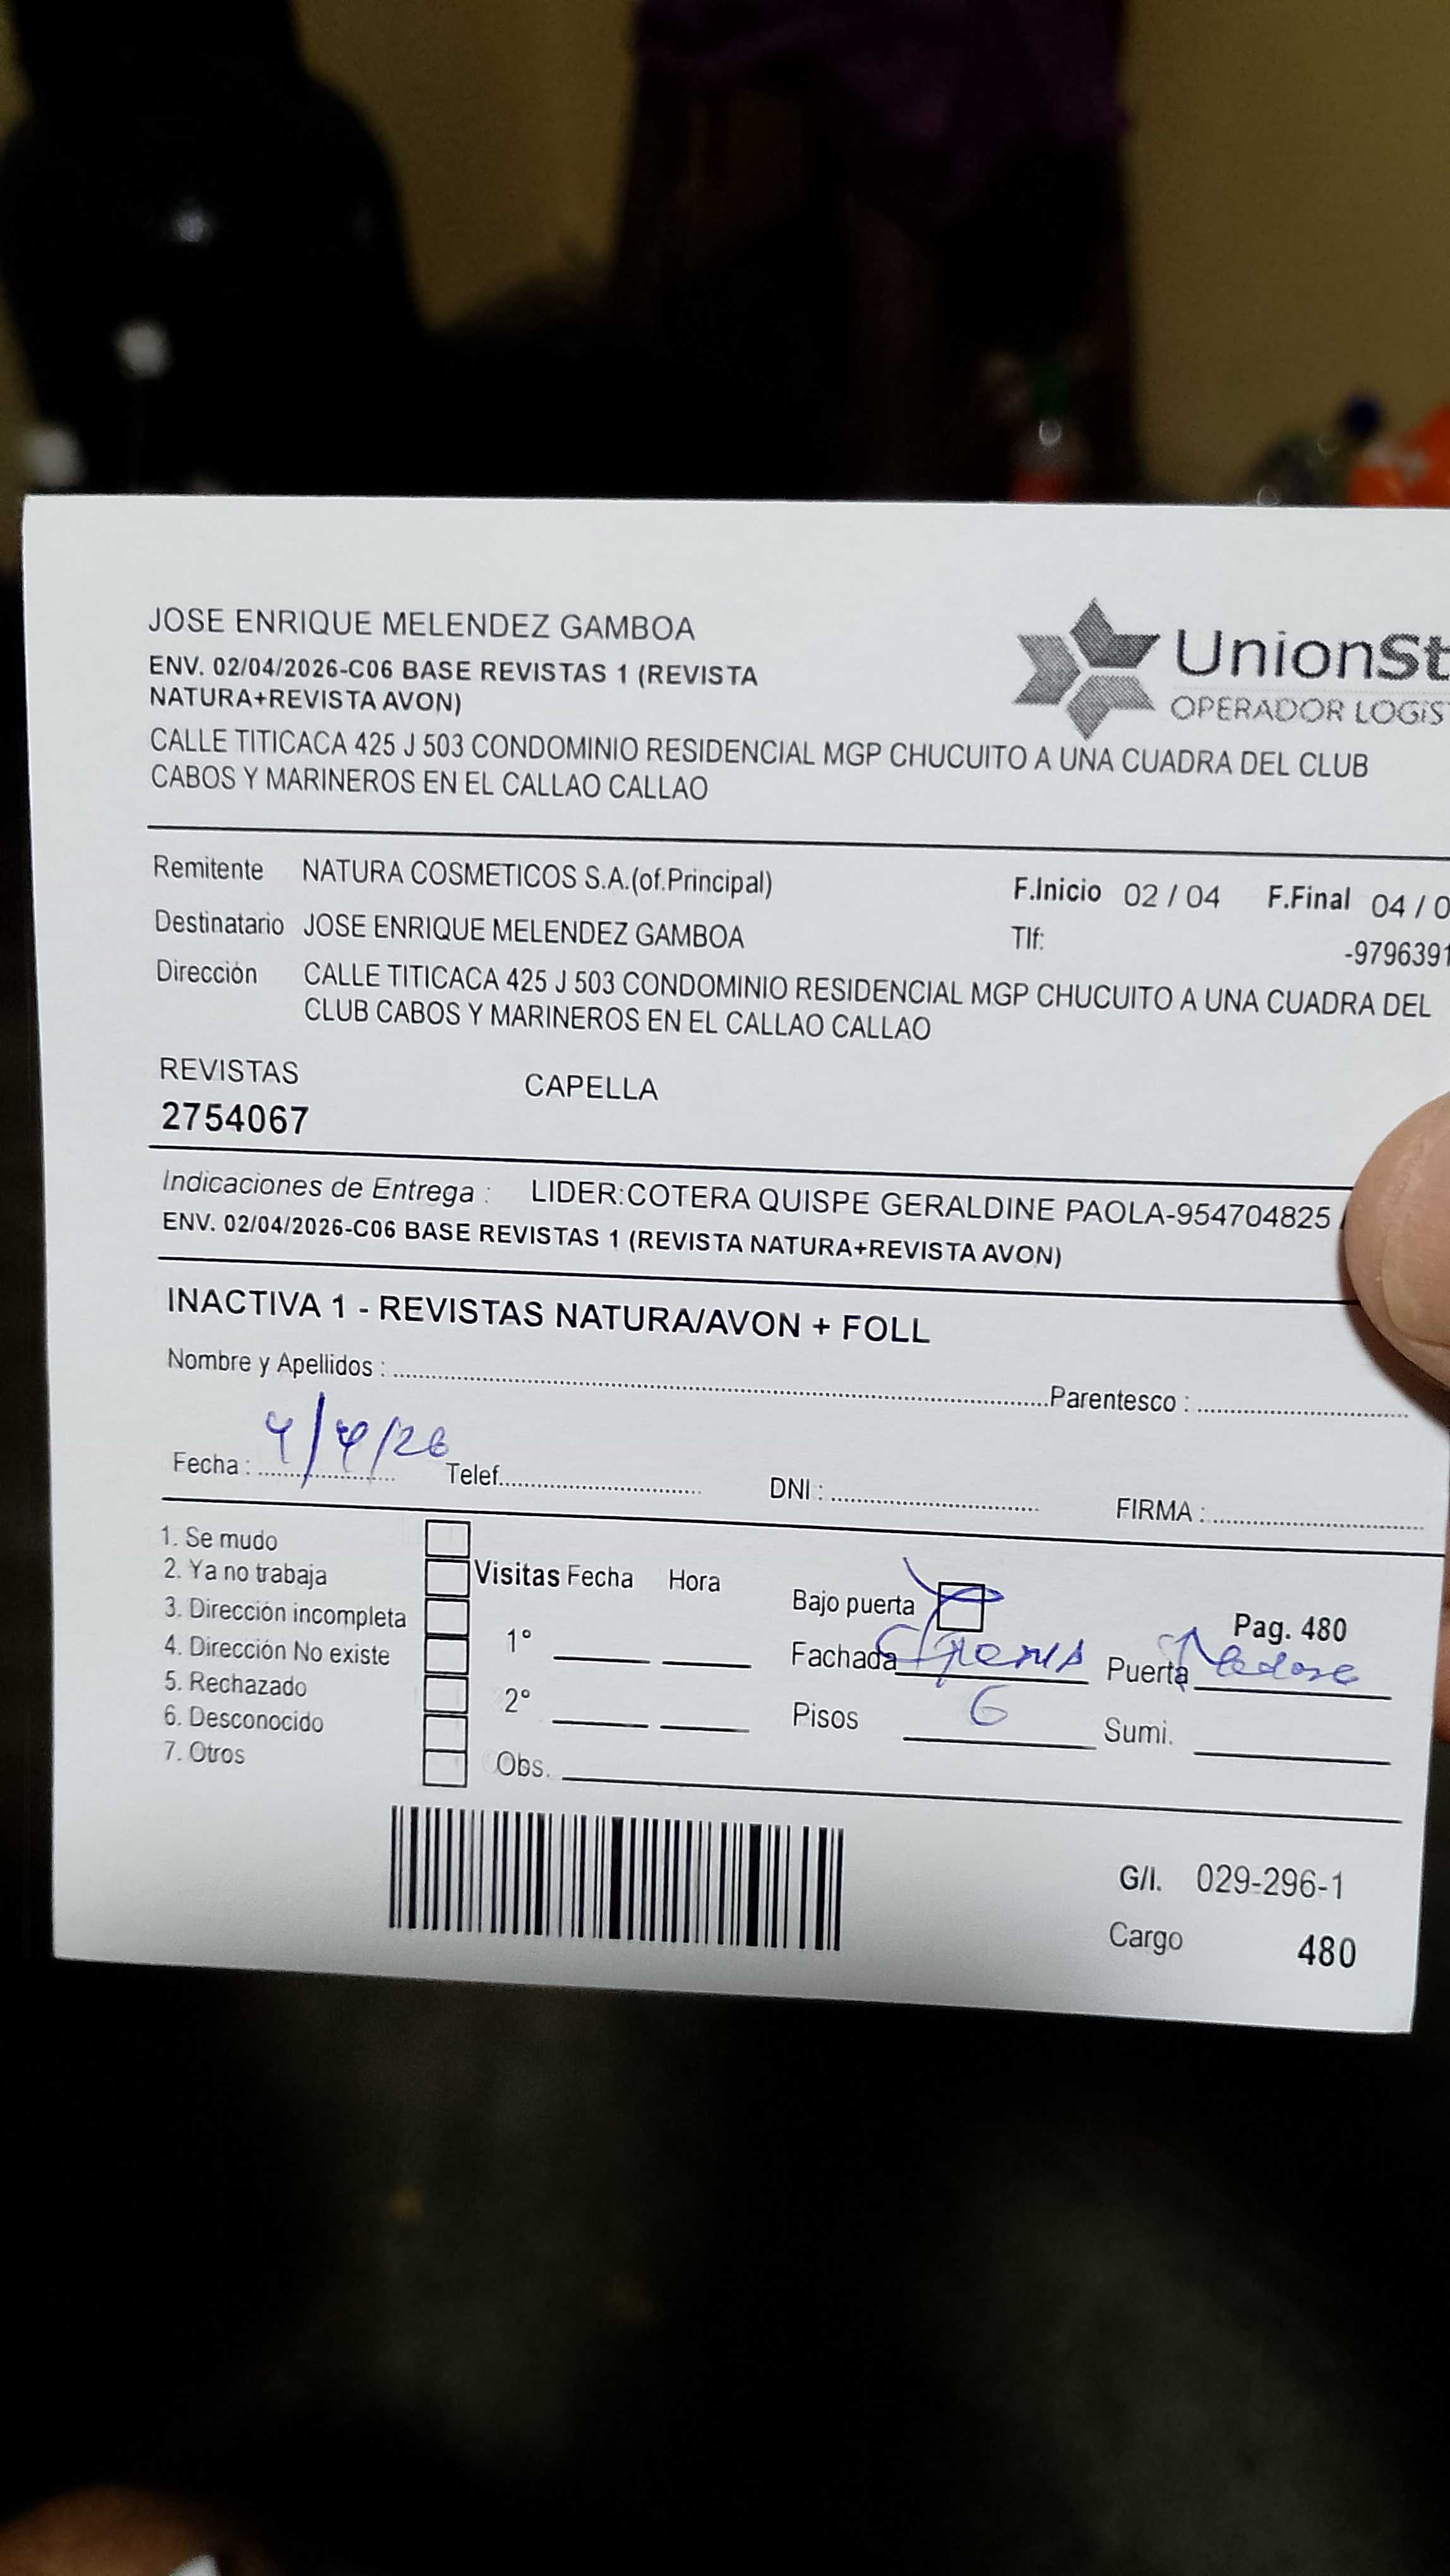 JOSE ENRIQUE MELENDEZ GAMBOA
ENV. 02/04/2026-C06 BASE REVISTAS 1 (REVISTA
NATURA+REVISTA AVON)
UnionSt
OPERADOR LOGÍS
CALLE TITICACA 425 J 503 CONDOMINIO RESIDENCIAL MGP CHUCUITO A UNA CUADRA DEL CLUB
CABOS Y MARINEROS EN EL CALLAO CALLAO
Remitente NATURA COSMETICOS S.A.(of.Principal) F.Inicio 02 / 04 F.Final 04 / 0
Destinatario JOSE ENRIQUE MELENDEZ GAMBOA Tlf: -9796391
Dirección CALLE TITICACA 425 J 503 CONDOMINIO RESIDENCIAL MGP CHUCUITO A UNA CUADRA DEL
CLUB CABOS Y MARINEROS EN EL CALLAO CALLAO
REVISTAS CAPELLA
2754067
Indicaciones de Entrega : LIDER:COTERA QUISPE GERALDINE PAOLA-954704825
ENV. 02/04/2026-C06 BASE REVISTAS 1 (REVISTA NATURA+REVISTA AVON)
INACTIVA 1 - REVISTAS NATURA/AVON + FOLL
Nombre y Apellidos : Parentesco :
Fecha : 4/4/26 Telef. DNI : FIRMA :
1. Se mudo
2. Ya no trabaja
3. Dirección incompleta
4. Dirección No existe
5. Rechazado
6. Desconocido
7. Otros
Visitas Fecha Hora
1°
2°
Obs.
Bajo puerta
Pag. 480
Fachada Puerta
Pisos 6 Sumi.
G/I. 029-296-1
Cargo 480